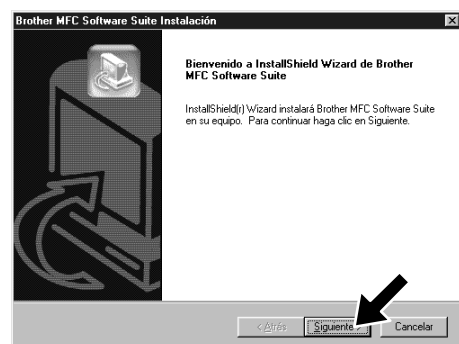 Brother MFC Software Suite Instalación
Bienvenido a InstallShield Wizard de Brother
MFC Software Suite
InstallShield(r) Wizard instalará Brother MFC Software Suite
en su equipo. Para continuar haga clic en Siguiente.
< Atrás
Siguiente
Cancelar